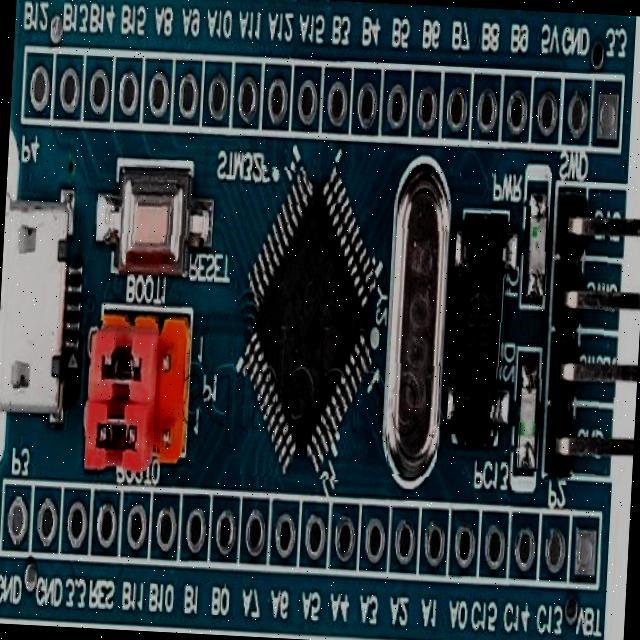 B12 B13 B14 B15 A8 A9 A10 A11 A12 A15 B3 B4 B5 B6 B7 B8 B9 5V GND 3.3
P4
STM32F
PWR
SWD
RESET
BOOT1
P1
D2
BOOT0
PC13
P3
P2
GND GND 3.3 RES B11 B10 B1 B0 A7 A6 A5 A4 A3 A2 A1 A0 C15 C14 C13 VBT